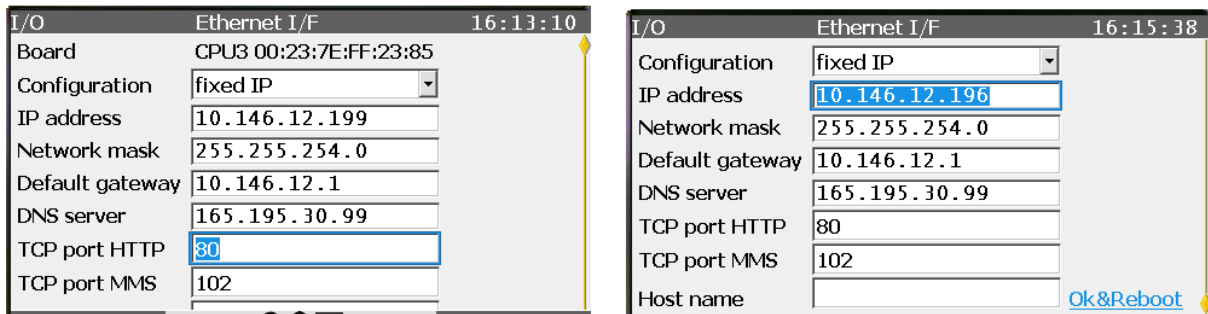 I/O Ethernet I/F 16:13:10
Board CPU3 00:23:7E:FF:23:85
Configuration fixed IP
IP address 10.146.12.199
Network mask 255.255.254.0
Default gateway 10.146.12.1
DNS server 165.195.30.99
TCP port HTTP 80
TCP port MMS 102
I/O Ethernet I/F 16:15:38
Configuration fixed IP
IP address 10.146.12.196
Network mask 255.255.254.0
Default gateway 10.146.12.1
DNS server 165.195.30.99
TCP port HTTP 80
TCP port MMS 102
Host name Ok&Reboot